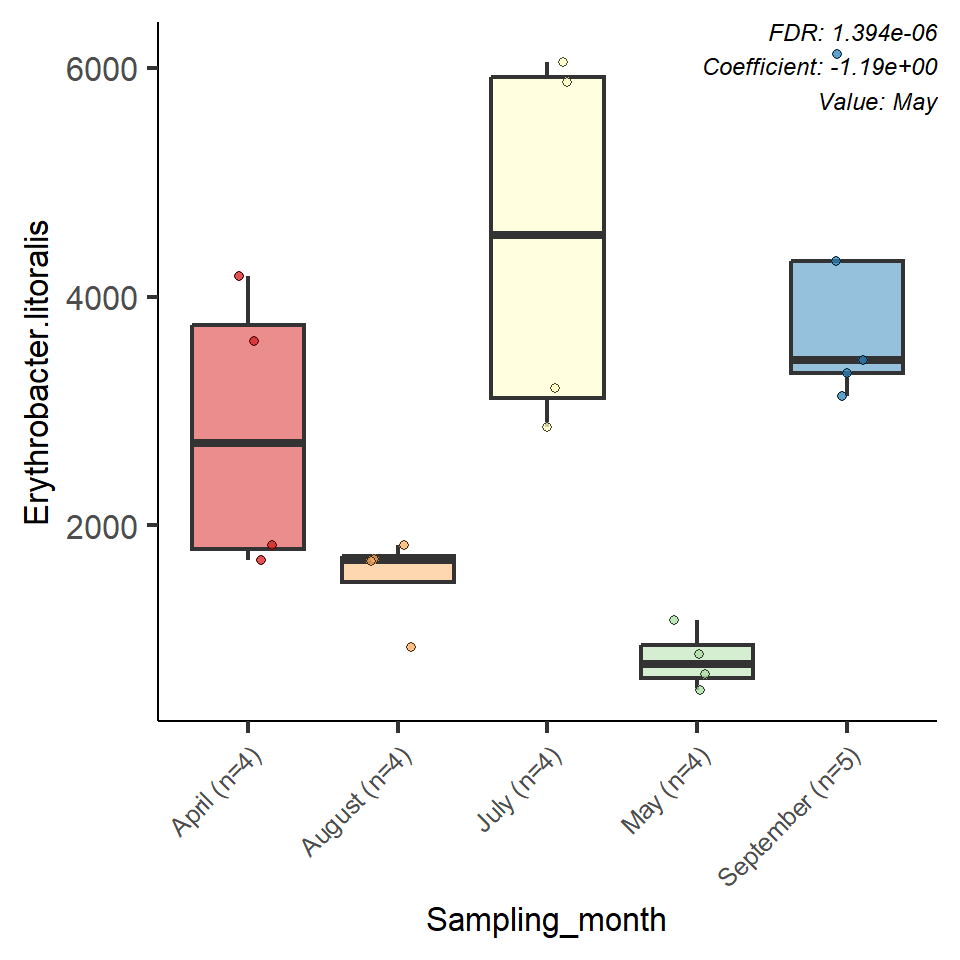 FDR: 1.394e-06
Coefficient: -1.19e+00
Value: May
Erythrobacter.litoralis
6000
4000
2000
April (n=4)
August (n=4)
July (n=4)
May (n=4)
September (n=5)
Sampling_month